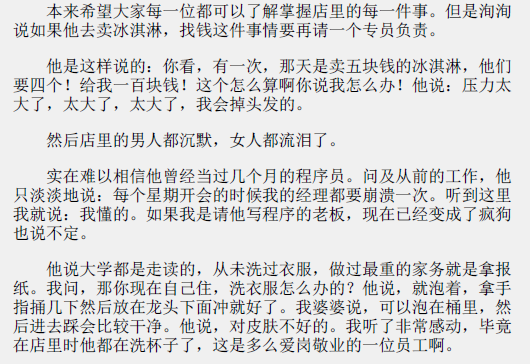 本来希望大家每一位都可以了解掌握店里的每一件事。但是洵洵
说如果他去卖冰淇淋，找钱这件事情要再请一个专员负责。
他是这样说的：你看，有一次，那天是卖五块钱的冰淇淋，他们
要四个！给我一百块钱！这个怎么算啊你说我怎么办！他说：压力太
大了，太大了，太大了，我会掉头发的。
然后店里的男人都沉默，女人都流泪了。
实在难以相信他曾经当过几个月的程序员。问及从前的工作，他
只淡淡地说：每个星期开会的时候我的经理都要崩溃一次。听到这里
我就说：我懂的。如果我是请他写程序的老板，现在已经变成了疯狗
也说不定。
他说大学都是走读的，从未洗过衣服，做过最重的家务就是拿报
纸。我问，那你现在自己住，洗衣服怎么办的？他说，就泡着，拿手
指捅几下然后放在龙头下面冲就好了。我婆婆说，可以泡在桶里，然
后进去踩会比较干净。他说，对皮肤不好的。我听了非常感动，毕竟
在店里时他都在洗杯子了，这是多么爱岗敬业的一位员工啊。